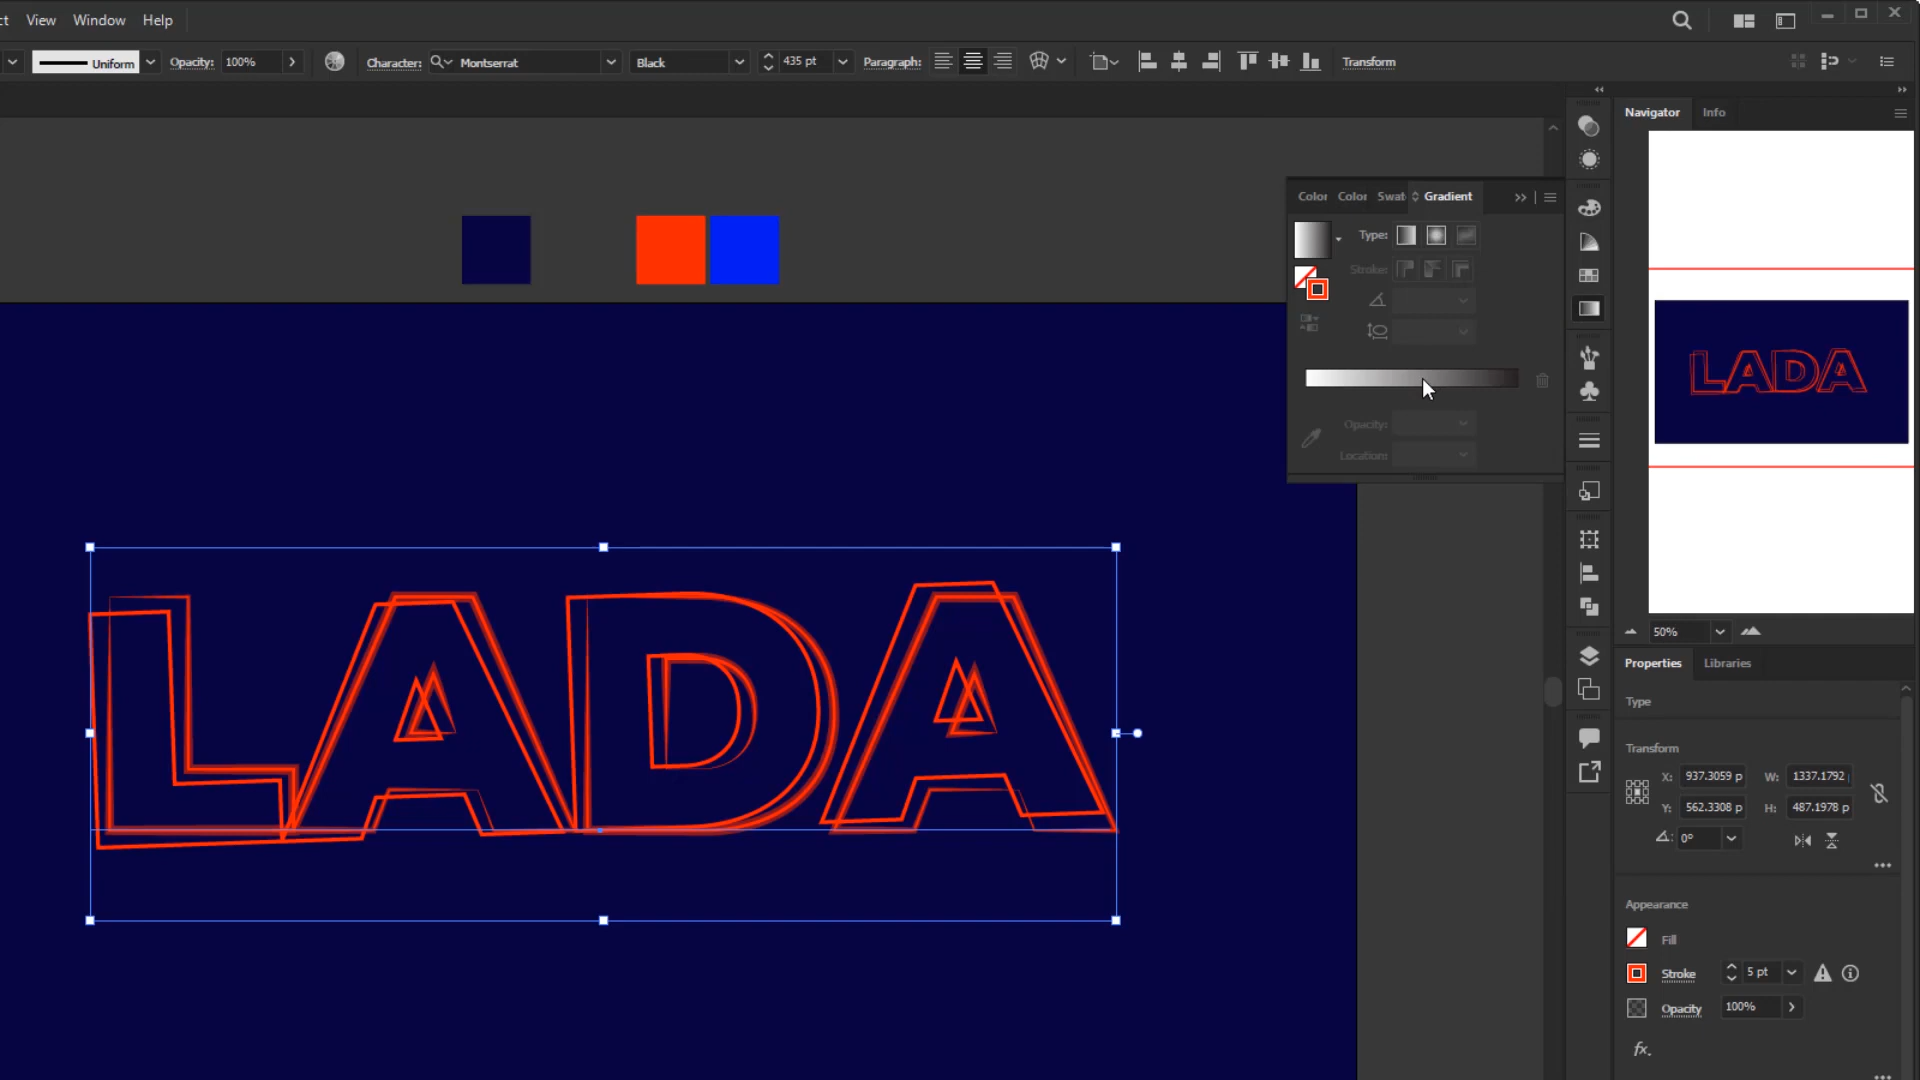 ct View Window Help
Uniform Opacity: 100% Character: Montserrat Black 435 pt Paragraph: Transform
Navigator Info
Color Color Swat Gradient
Type:
Stroke:
Opacity:
Location:
LADA
LADA
50%
Properties Libraries
Type
Transform
X: 937.3059 p W: 1337.1792
Y: 562.3308 p H: 487.1978 p
0°
Appearance
Fill
Stroke 5 pt
Opacity 100%
fx.